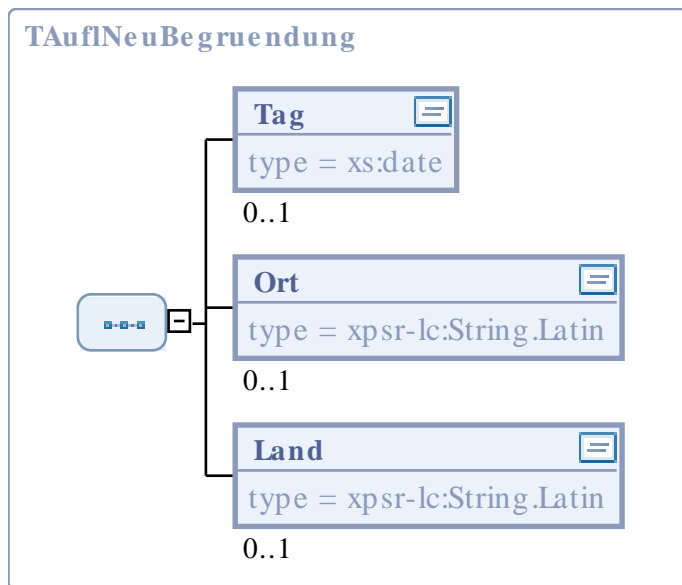 TAuflNeuBegruendung
Tag
type = xs:date
0..1
Ort
type = xpsr-lc:String.Latin
0..1
Land
type = xpsr-lc:String.Latin
0..1